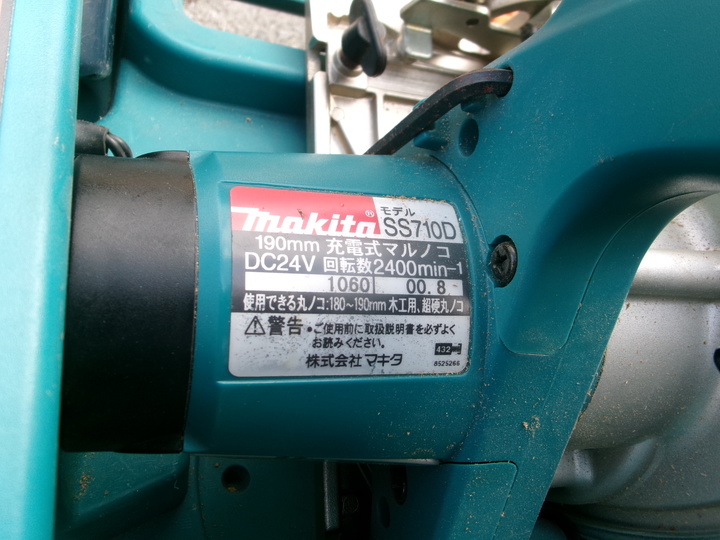 makita® モデル SS710D
190mm 充電式マルノコ
DC24V 回転数2400min-1
1060 00.8
使用できる丸ノコ:180~190mm 木工用、超硬丸ノコ
⚠警告 •ご使用前に取扱説明書を必ずよく
お読みください。
株式会社 マキタ
432
852526